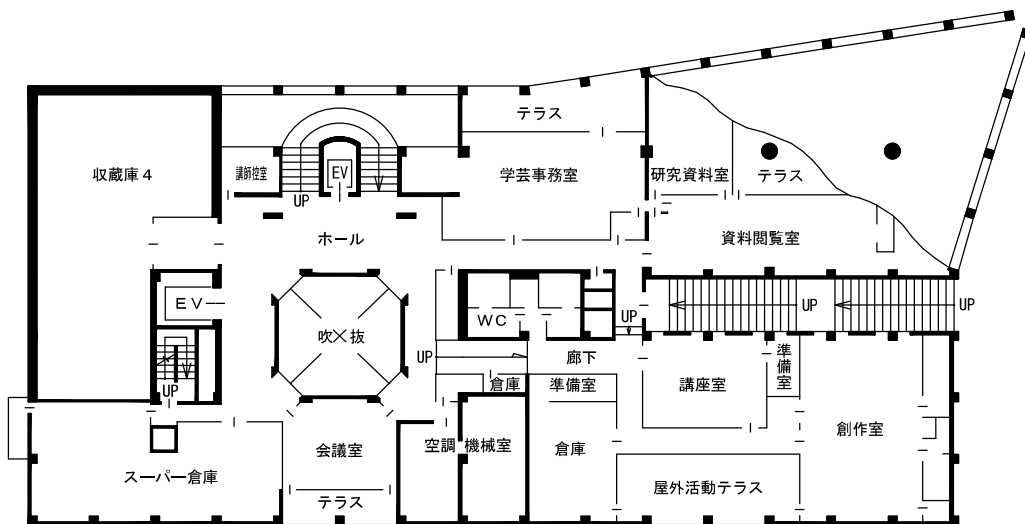 テラス
収蔵庫4
講師控室
EV
学芸事務室
研究資料室
テラス
UP
ホール
資料閲覧室
EV
吹 抜
WC
UP
UP
UP
UP
廊下
UP
倉庫
準備室
講座室
準備室
会議室
空調 機械室
倉庫
創作室
スーパー倉庫
テラス
屋外活動テラス